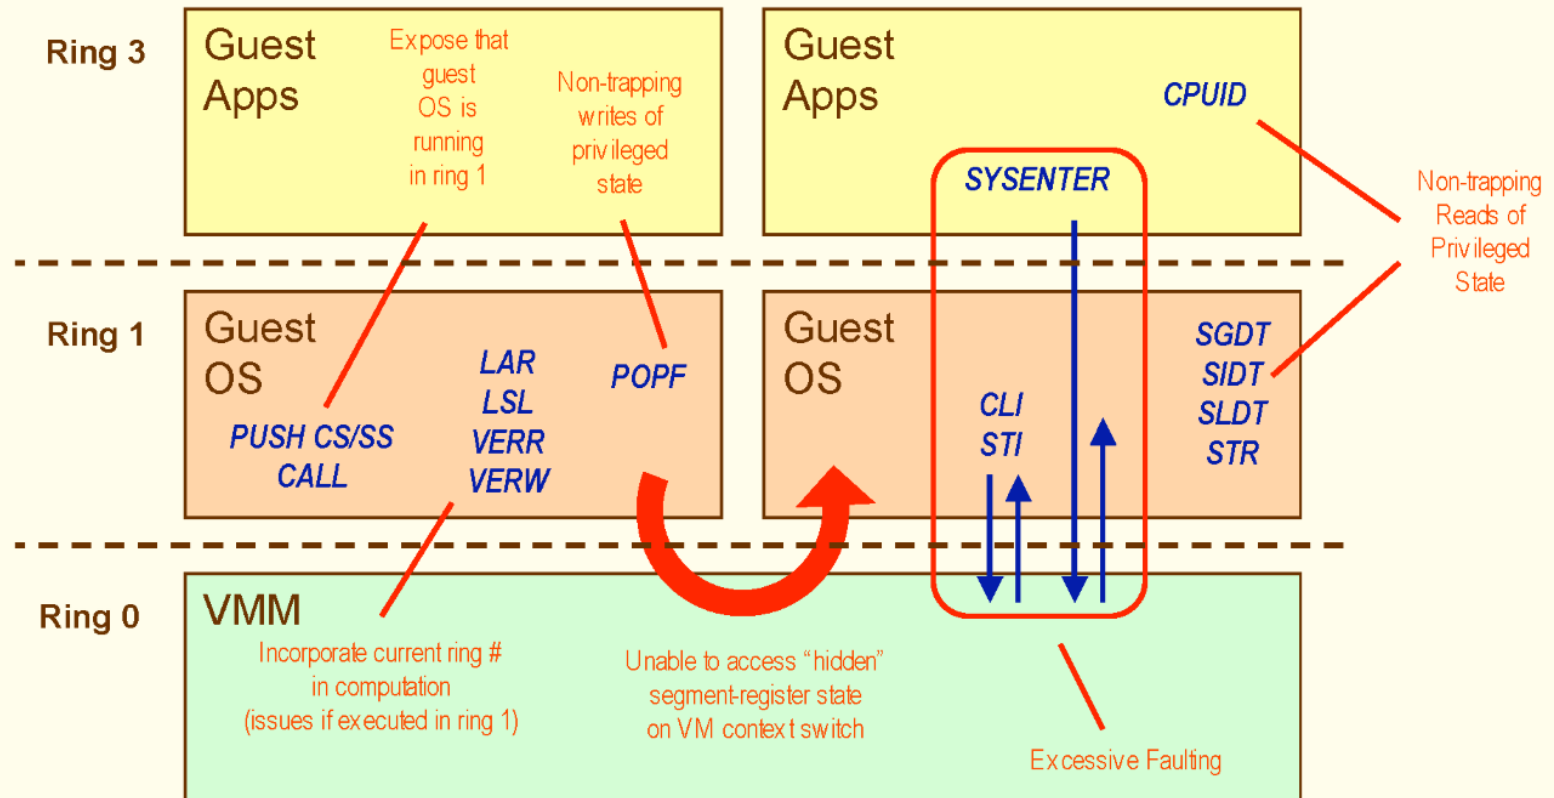 Ring 3
Guest
Apps
Expose that
guest
OS is
running
in ring 1
Non-trapping
writes of
privileged
state
Guest
Apps
CPUID
SYSENTER
Non-trapping
Reads of
Privileged
State
Ring 1
Guest
OS
PUSH CS/SS
CALL
LAR
LSL
VERR
VERW
POPF
Guest
OS
CLI
STI
SGDT
SIDT
SLDT
STR
Ring 0
VMM
Incorporate current ring #
in computation
(issues if executed in ring 1)
Unable to access “hidden”
segment-register state
on VM context switch
Excessive Faulting